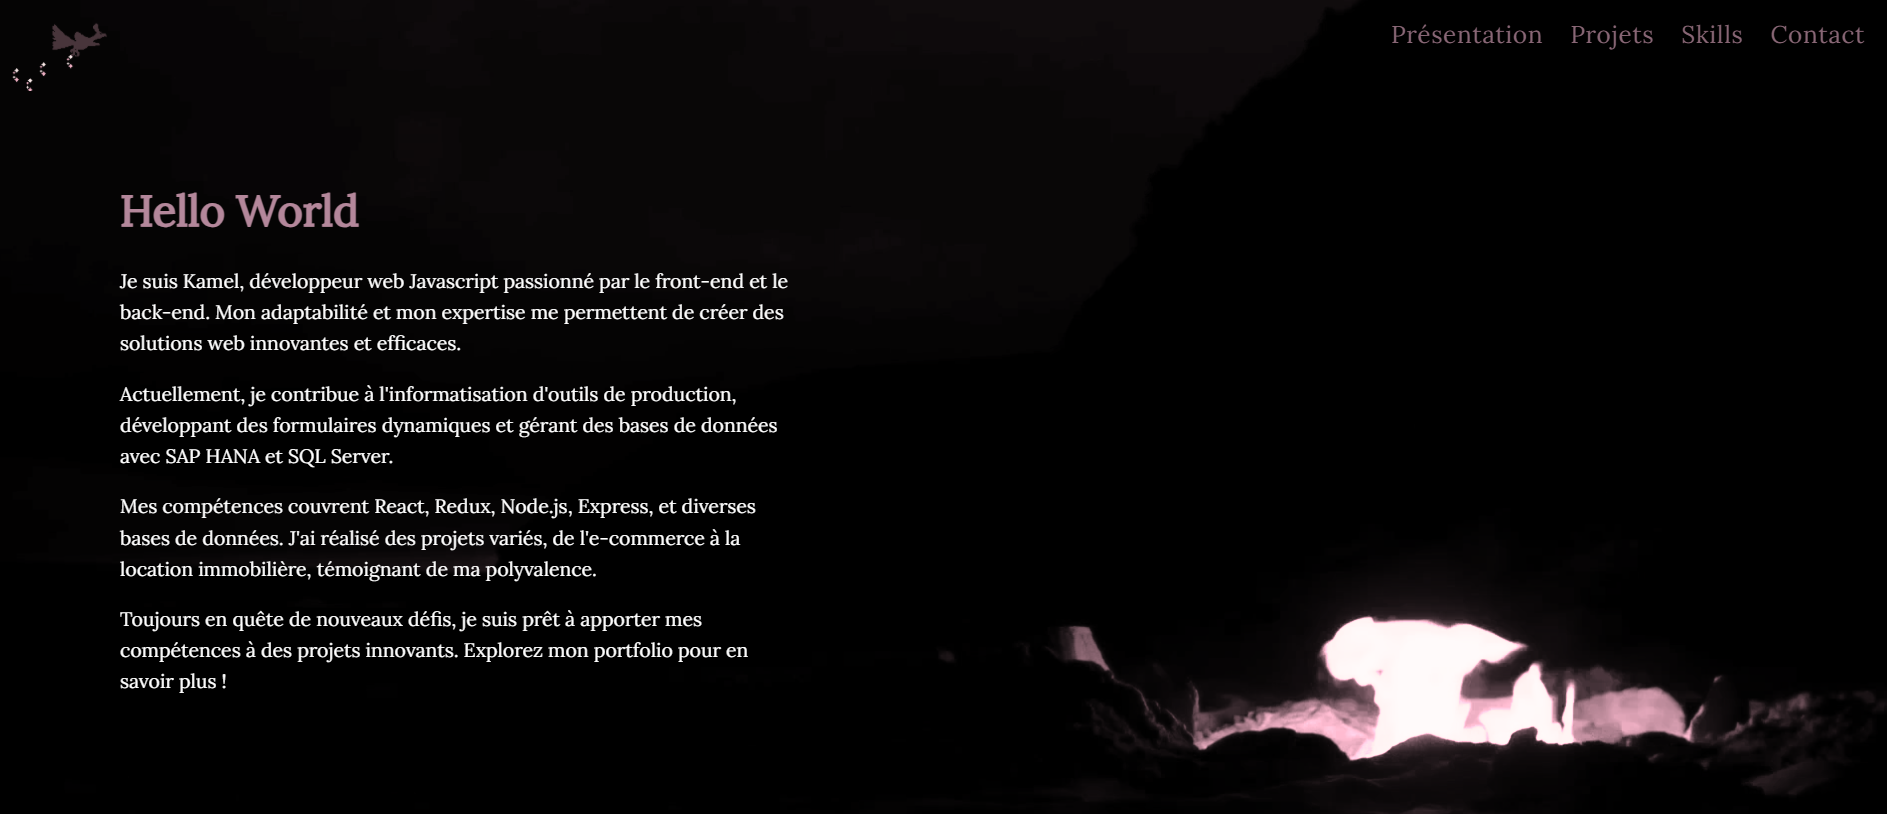 Présentation Projets Skills Contact
Hello World
Je suis Kamel, développeur web Javascript passionné par le front-end et le
back-end. Mon adaptabilité et mon expertise me permettent de créer des
solutions web innovantes et efficaces.
Actuellement, je contribue à l'informatisation d'outils de production,
développant des formulaires dynamiques et gérant des bases de données
avec SAP HANA et SQL Server.
Mes compétences couvrent React, Redux, Node.js, Express, et diverses
bases de données. J'ai réalisé des projets variés, de l'e-commerce à la
location immobilière, témoignant de ma polyvalence.
Toujours en quête de nouveaux défis, je suis prêt à apporter mes
compétences à des projets innovants. Explorez mon portfolio pour en
savoir plus !